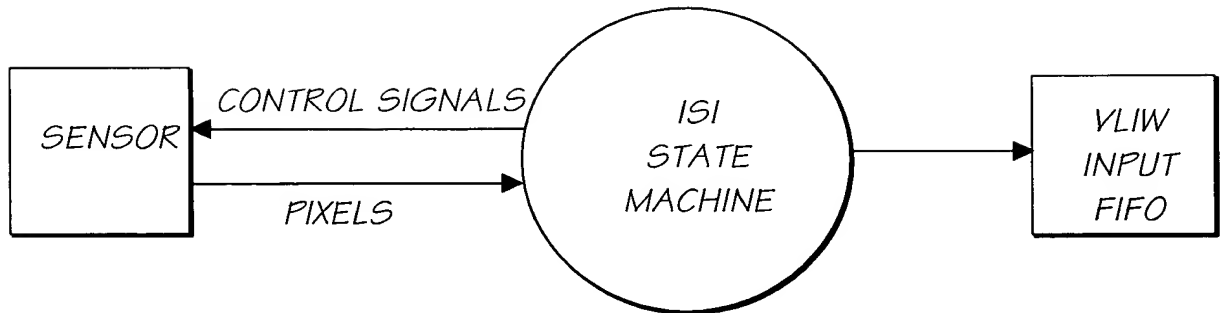 SENSOR
CONTROL SIGNALS
PIXELS
ISI
STATE
MACHINE
VLIW
INPUT
FIFO